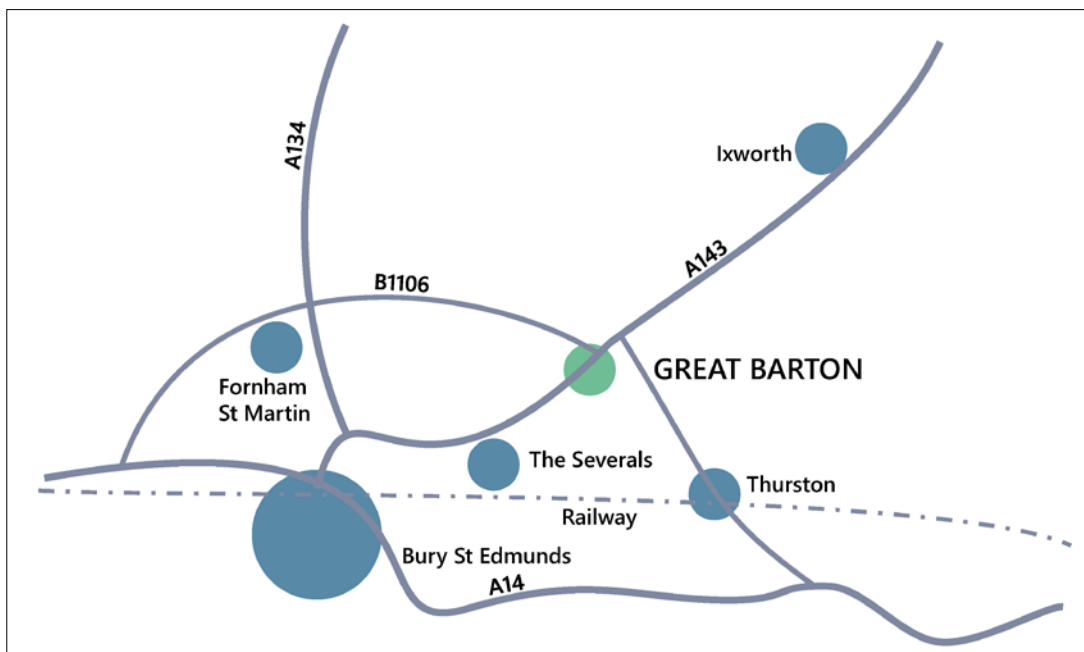 A134
Ixworth
A143
B1106
GREAT BARTON
Fornham
St Martin
The Severals
Thurston
Railway
Bury St Edmunds
A14